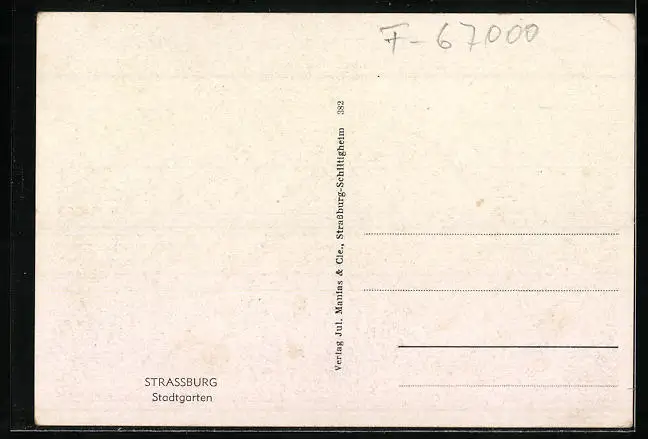 F-67000
Verlag Jul. Manias & Cie., Straßburg-Schiltigheim 382
STRASSBURG
Stadtgarten